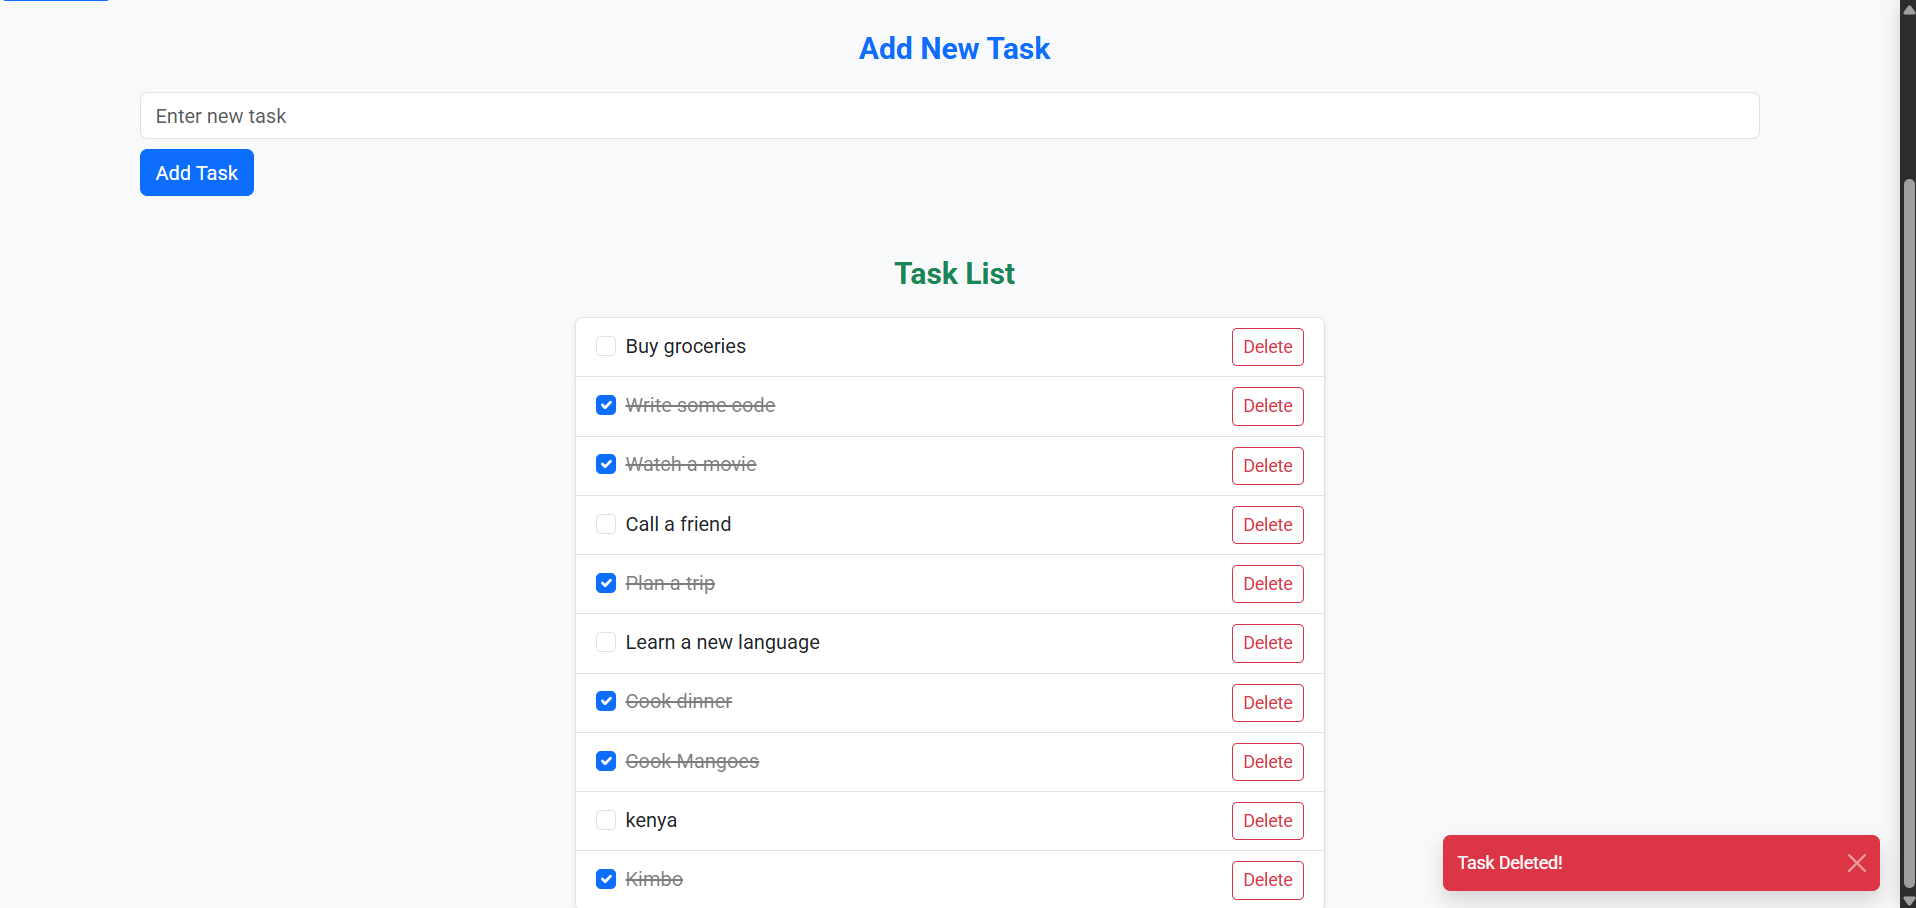 Add New Task
Enter new task
Add Task
Task List
Buy groceries Delete
Write some code Delete
Watch a movie Delete
Call a friend Delete
Plan a trip Delete
Learn a new language Delete
Cook dinner Delete
Cook Mangoes Delete
kenya Delete
Kimbo Delete
Task Deleted!